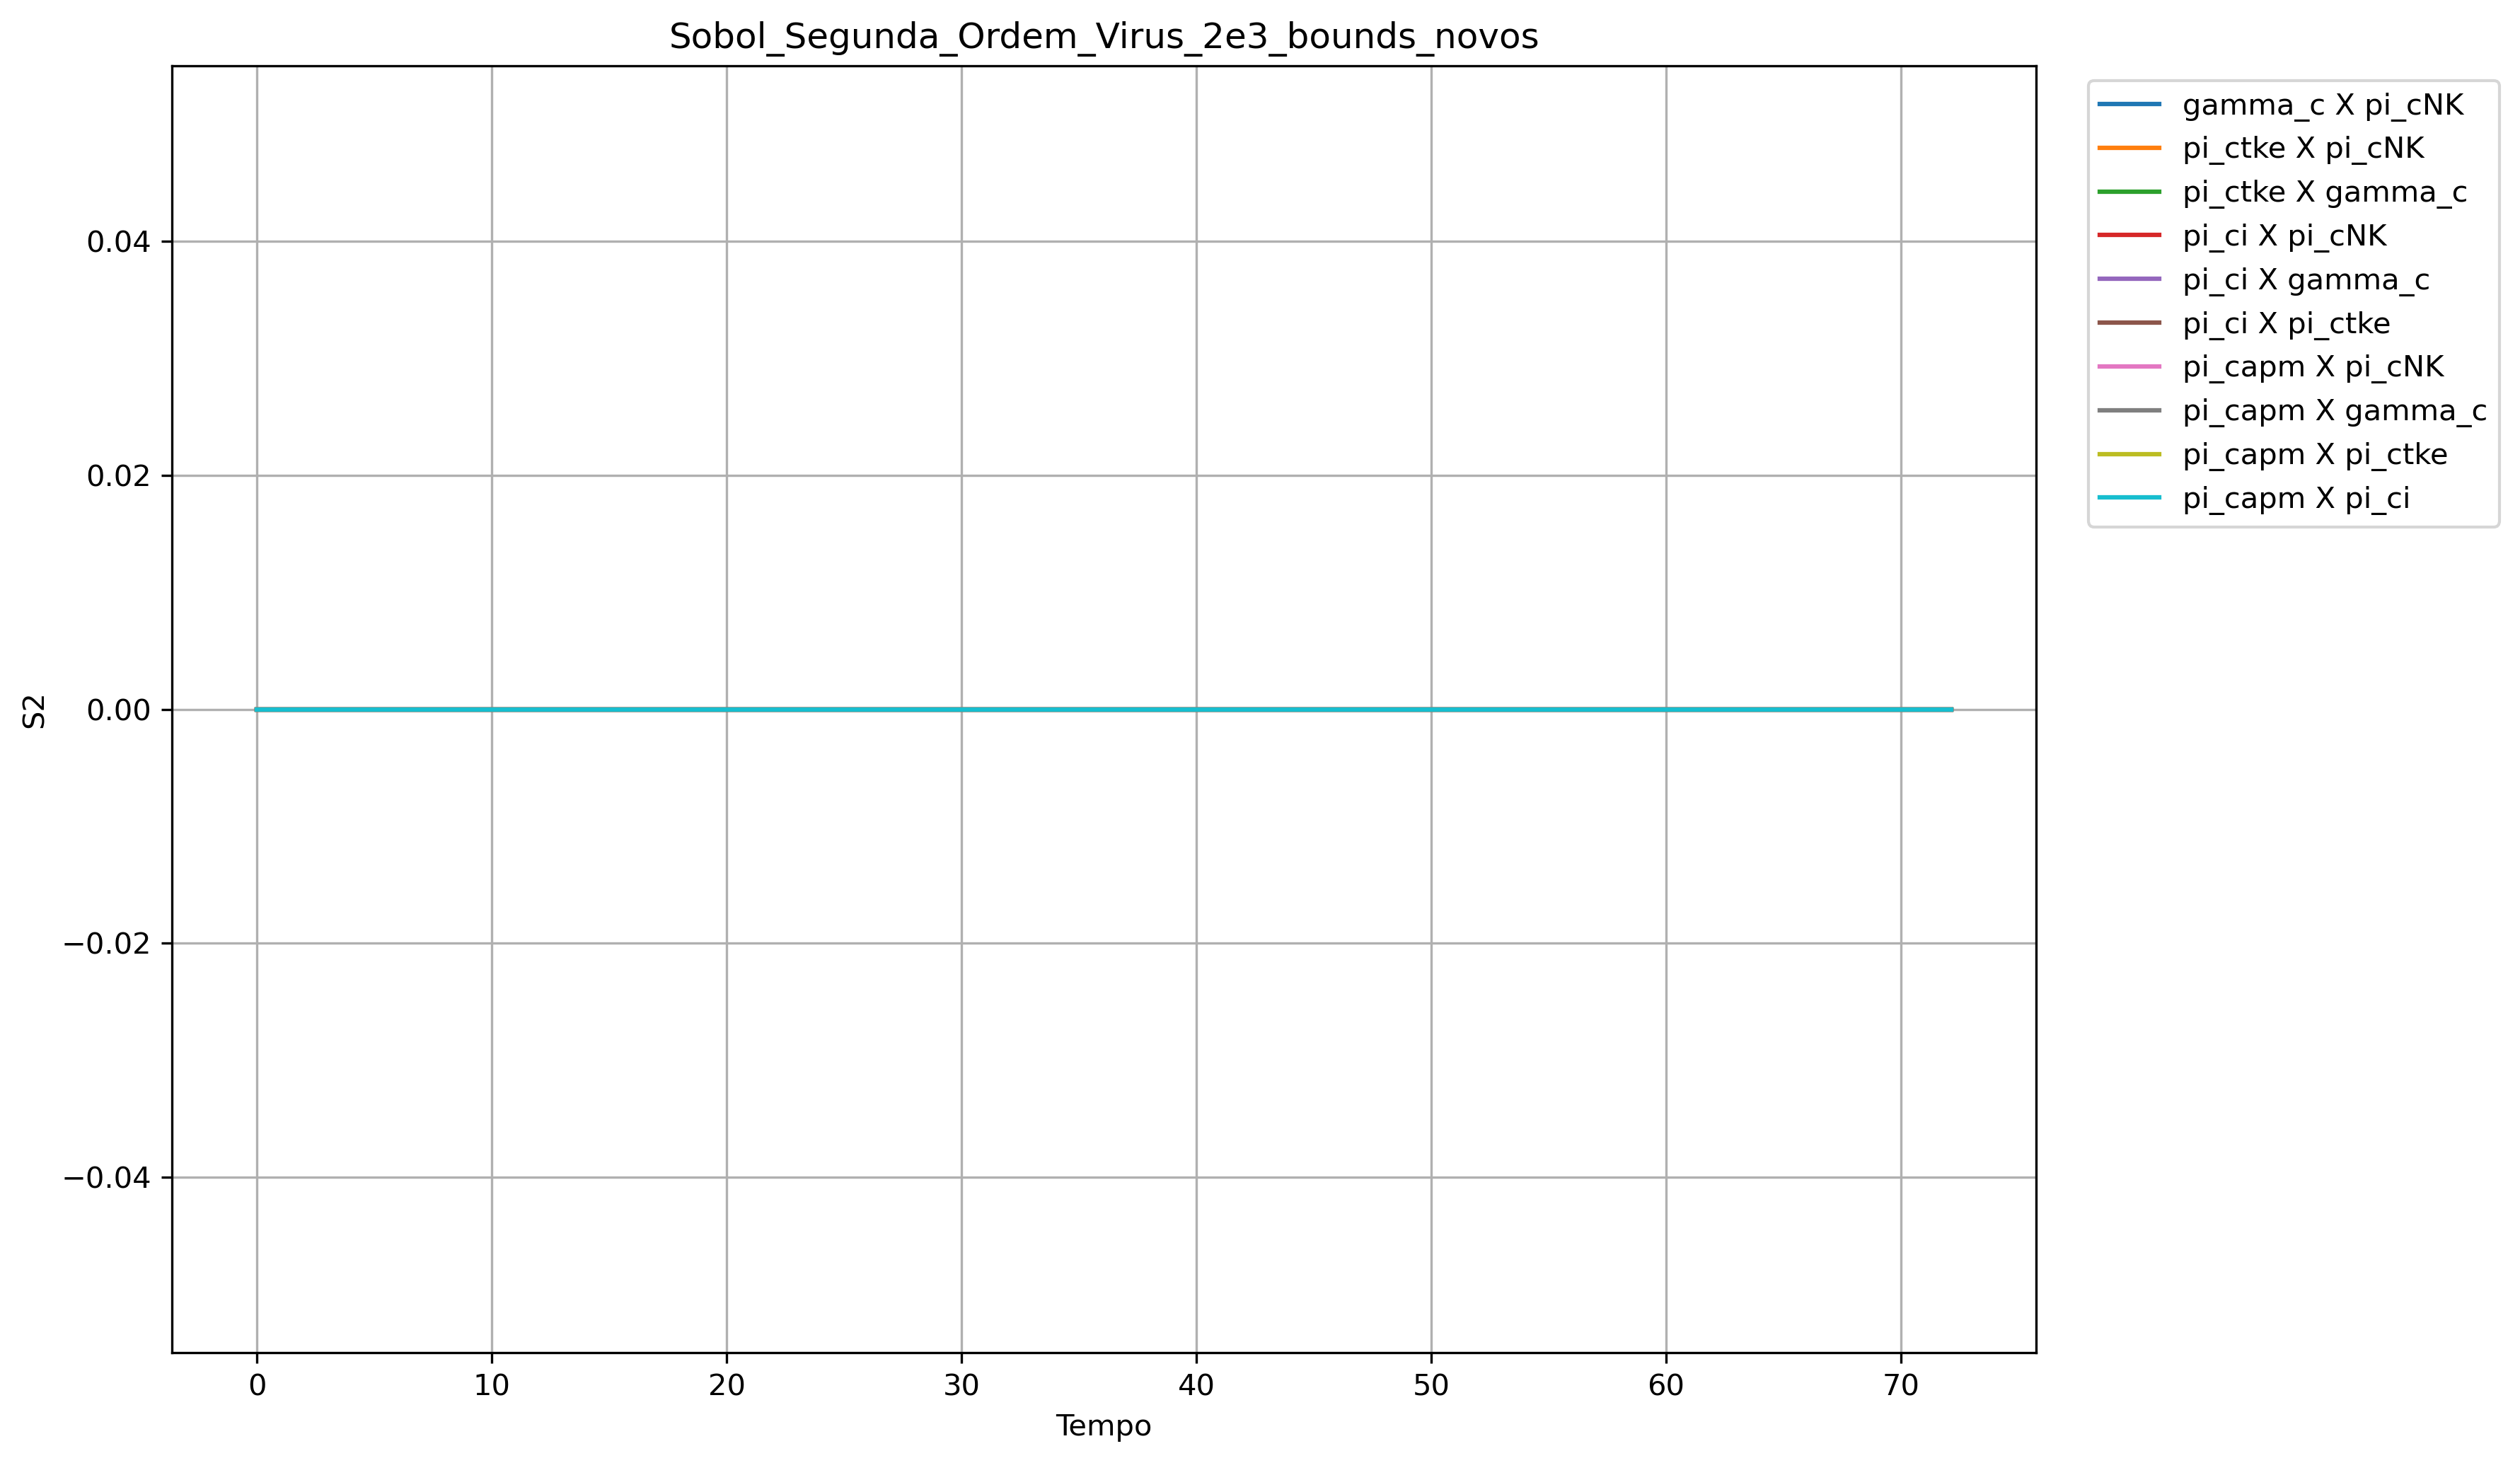 Sobol_Segunda_Ordem_Virus_2e3_bounds_novos
gamma_c X pi_cNK
pi_ctke X pi_cNK
pi_ctke X gamma_c
pi_ci X pi_cNK
pi_ci X gamma_c
pi_ci X pi_ctke
pi_capm X pi_cNK
pi_capm X gamma_c
pi_capm X pi_ctke
pi_capm X pi_ci
S2
0.04
0.02
0.00
−0.02
−0.04
0 10 20 30 40 50 60 70
Tempo